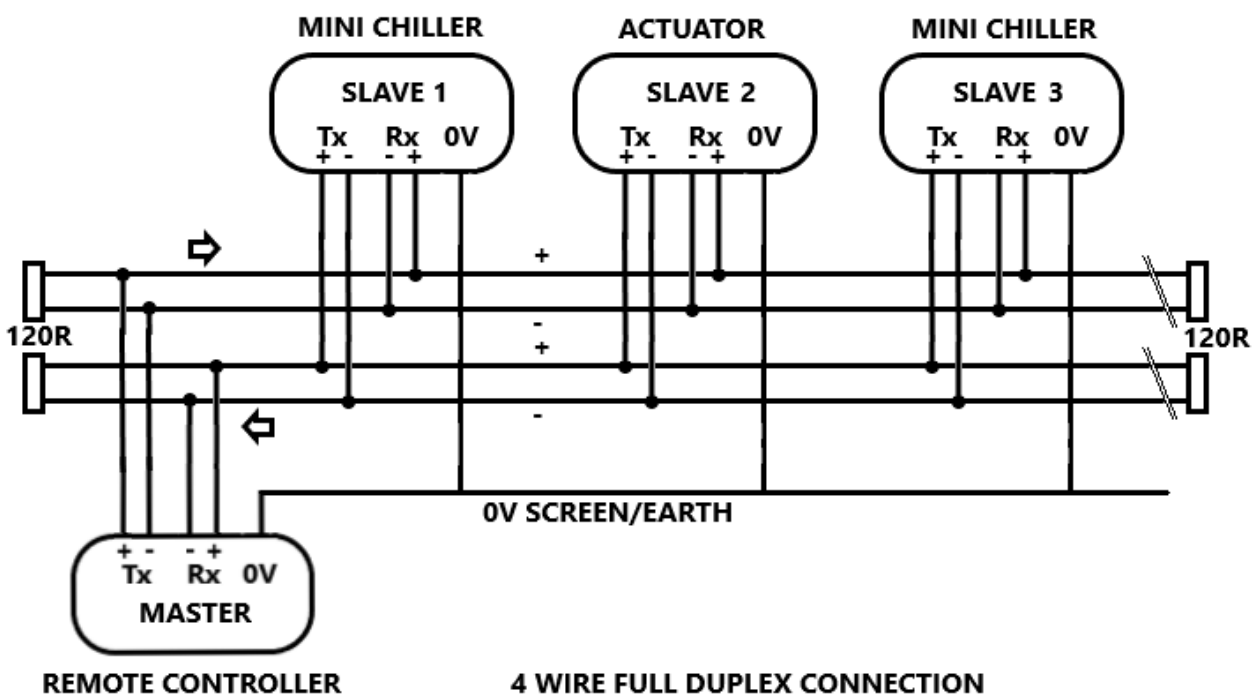 MINI CHILLER ACTUATOR MINI CHILLER
SLAVE 1 SLAVE 2 SLAVE 3
Tx Rx 0V Tx Rx 0V Tx Rx 0V
+ - - + + - - + + - - +
+
-
120R 120R
+
-
0V SCREEN/EARTH
+ - - +
Tx Rx 0V
MASTER
REMOTE CONTROLLER 4 WIRE FULL DUPLEX CONNECTION